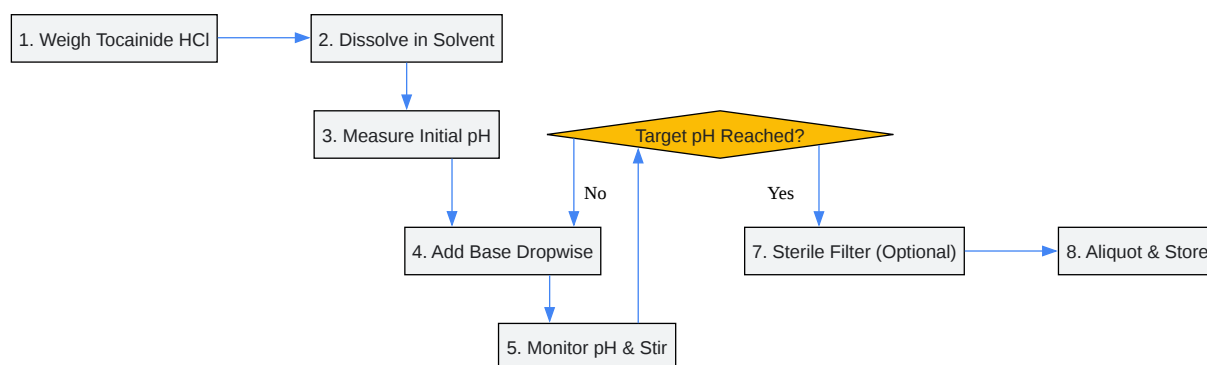 1. Weigh Tocainide HCl
2. Dissolve in Solvent
3. Measure Initial pH
Target pH Reached?
No
Yes
4. Add Base Dropwise
7. Sterile Filter (Optional)
8. Aliquot & Store
5. Monitor pH & Stir